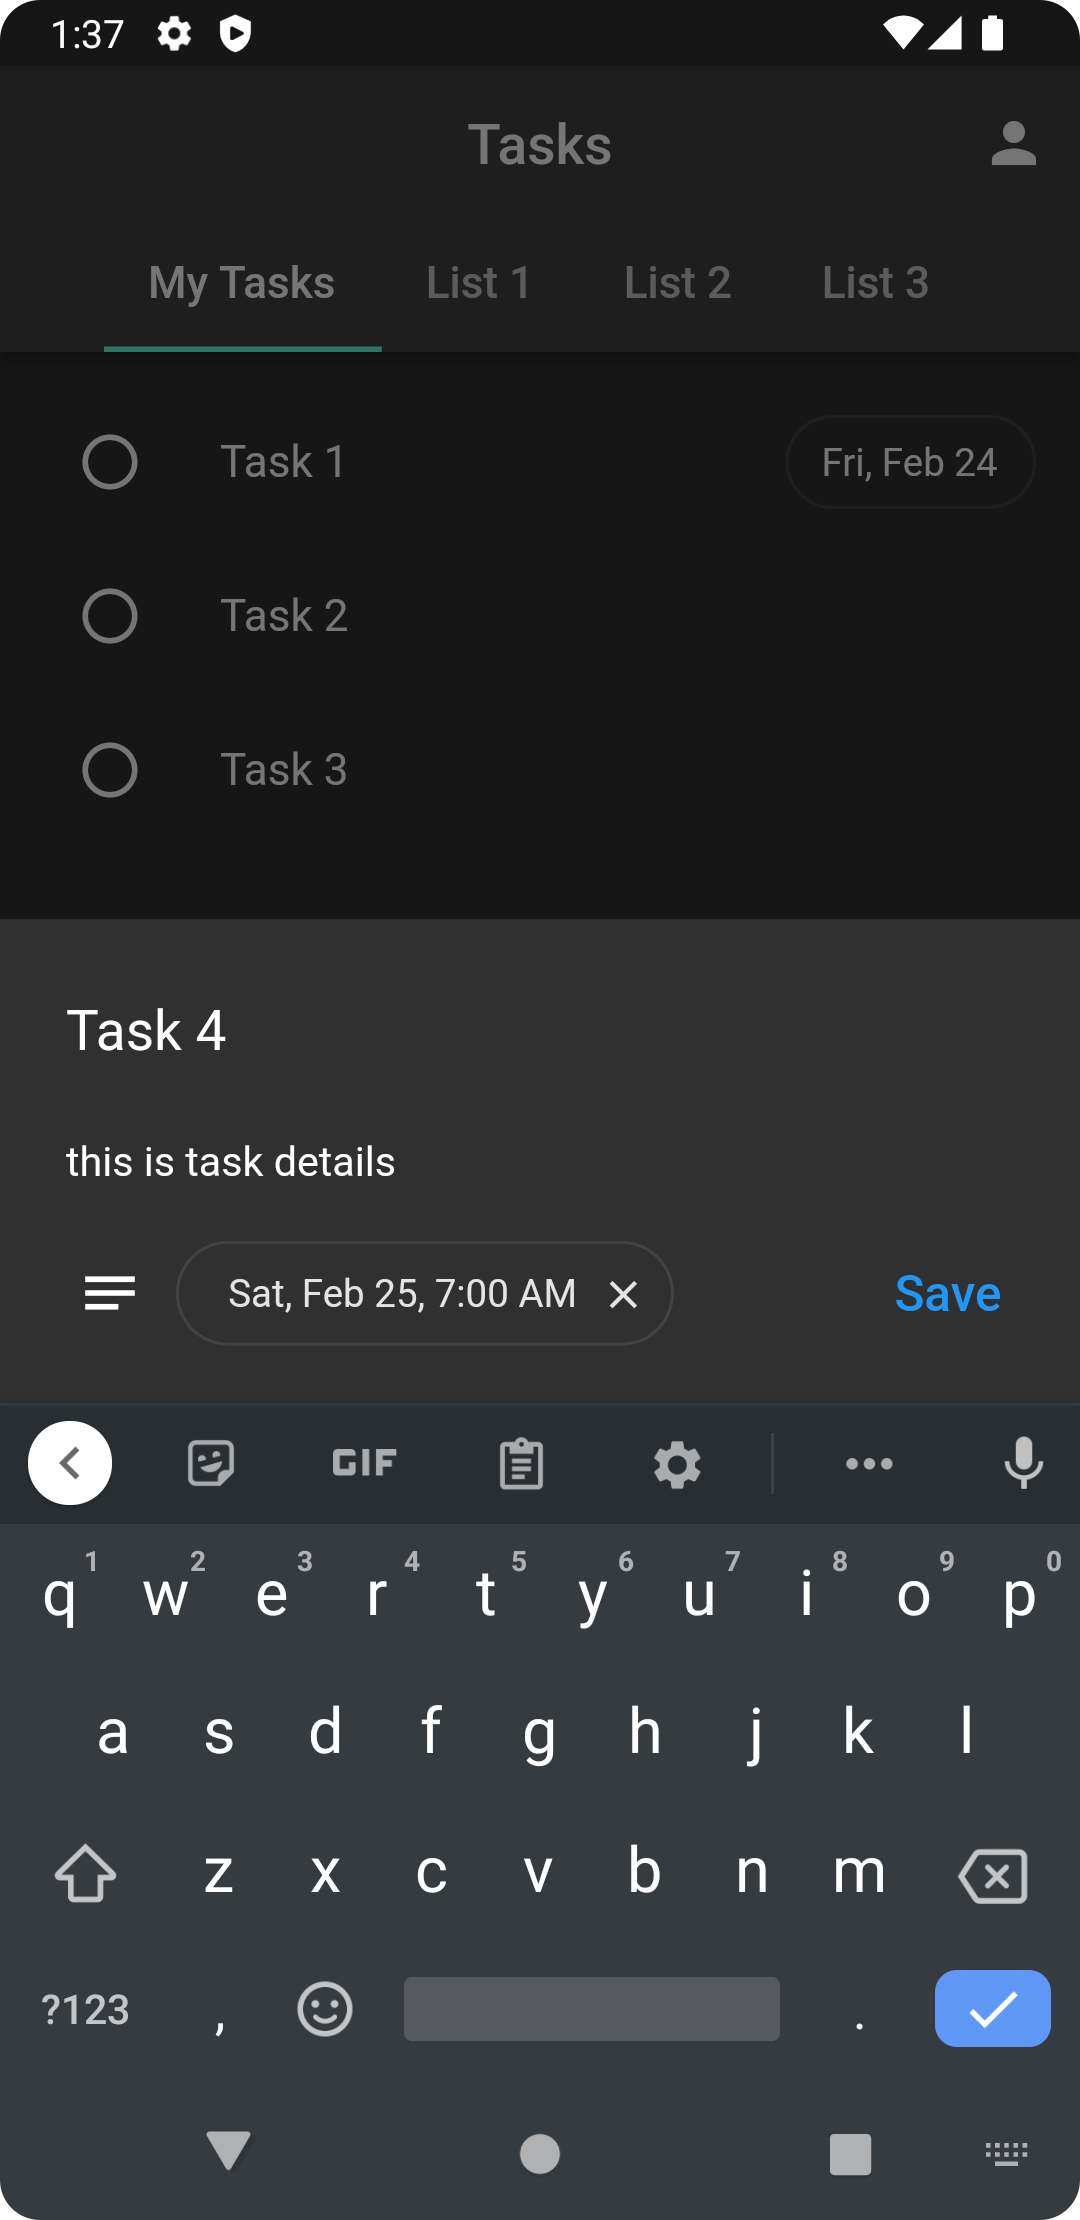 1:37
Tasks
My Tasks List 1 List 2 List 3
Task 1 Fri, Feb 24
Task 2
Task 3
Task 4
this is task details
Sat, Feb 25, 7:00 AM Save
GIF
1 2 3 4 5 6 7 8 9 0
q w e r t y u i o p
a s d f g h j k l
z x c v b n m
?123 , .